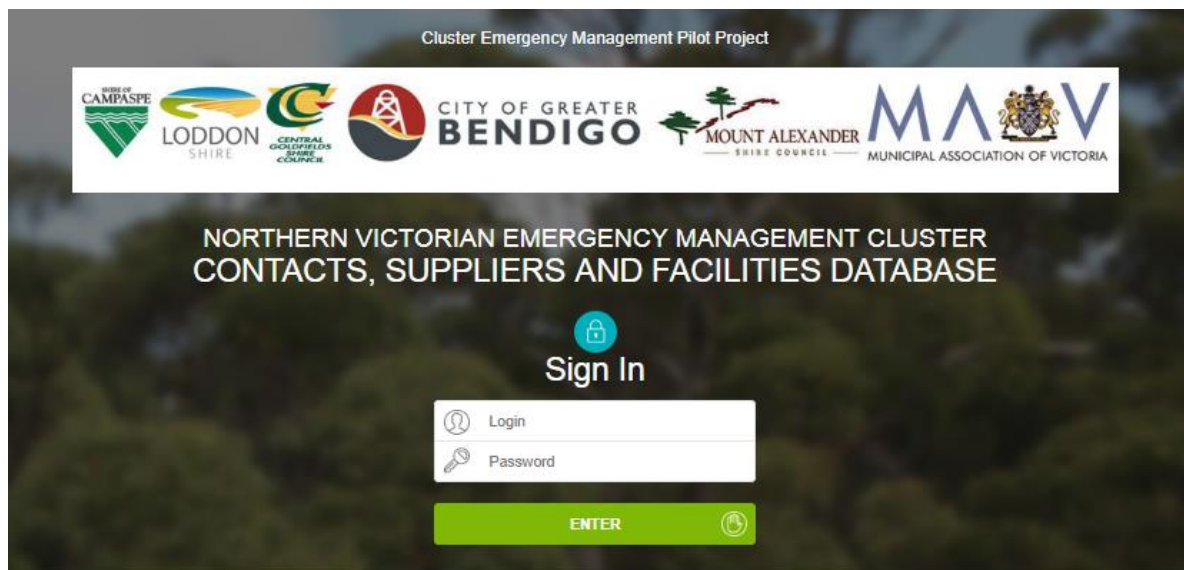 Cluster Emergency Management Pilot Project
SHIRE OF
CAMPASPE
LODDON
SHIRE
CENTRAL
GOLDFIELDS
SHIRE
COUNCIL
CITY OF GREATER
BENDIGO
MOUNT ALEXANDER
SHIRE COUNCIL
MAV
MUNICIPAL ASSOCIATION OF VICTORIA
NORTHERN VICTORIAN EMERGENCY MANAGEMENT CLUSTER
CONTACTS, SUPPLIERS AND FACILITIES DATABASE
Sign In
Login
Password
ENTER